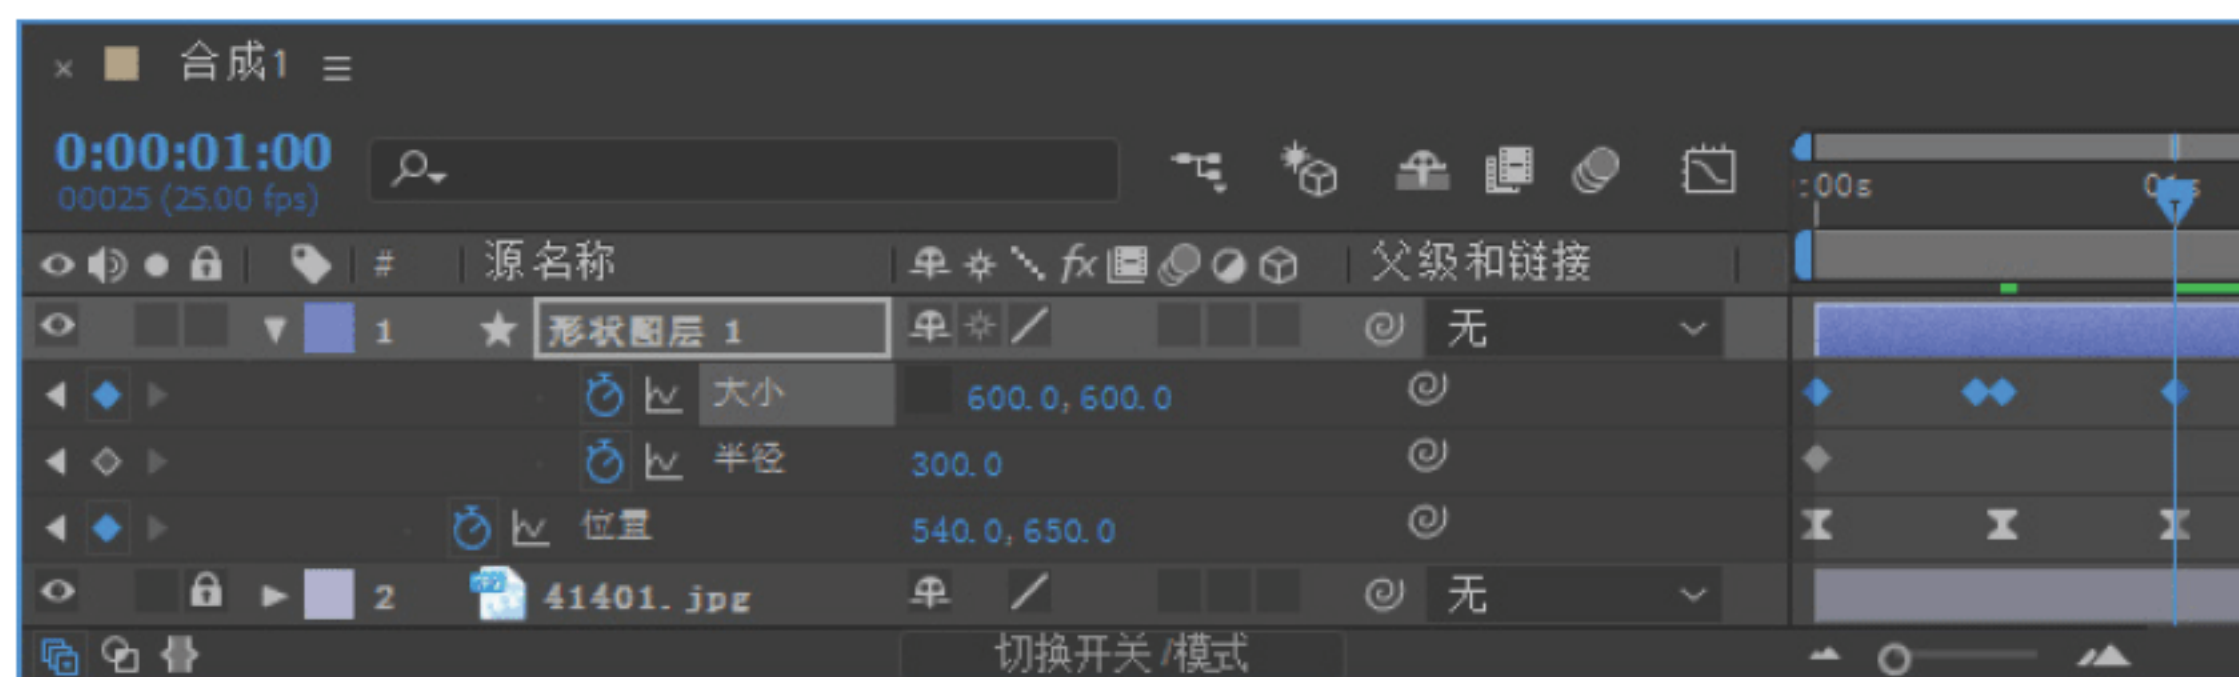 合成1
0:00:01:00
00025 (25.00 fps)
:00s
# 源名称 fx 父级和链接
1 形状图层 1 无
大小 600.0,600.0
半径 300.0
位置 540.0,650.0
2 41401.jpg 无
切换开关/模式